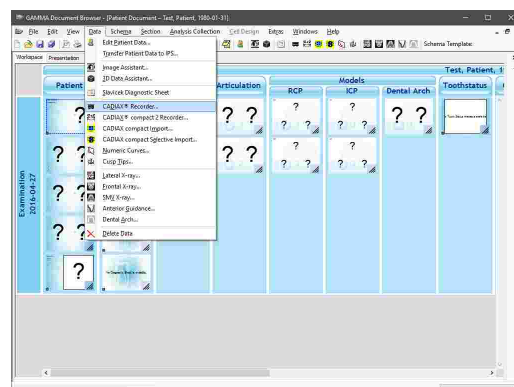 GAMMA Document Browser - [Patient Document - Test, Patient, 1980-01-31]
File Edit View Data Schema Section Analysis Collection Cell Design Extras Windows Help
Schema Template:
Workspace Presentation
Edit Patient Data...
Transfer Patient Data to IPS...
Image Assistant...
3D Data Assistant...
Slavicek Diagnostic Sheet
CADIAX® Recorder...
CADIAX® compact 2 Recorder...
CADIAX compact Import...
CADIAX compact Selective Import...
Numeric Curves...
Cusp Tips...
Lateral X-ray...
Frontal X-ray...
SMV X-ray...
Anterior Guidance...
Dental Arch...
Delete Data
Test, Patient, 1
Patient
Articulation
Models
RCP
ICP
Dental Arch
Toothstatus
Examination
2016-04-27
? ? ? ? ?
? ? ? ? ? ?
? ? ? ? ? ? ? ?
? ?
? ?
?